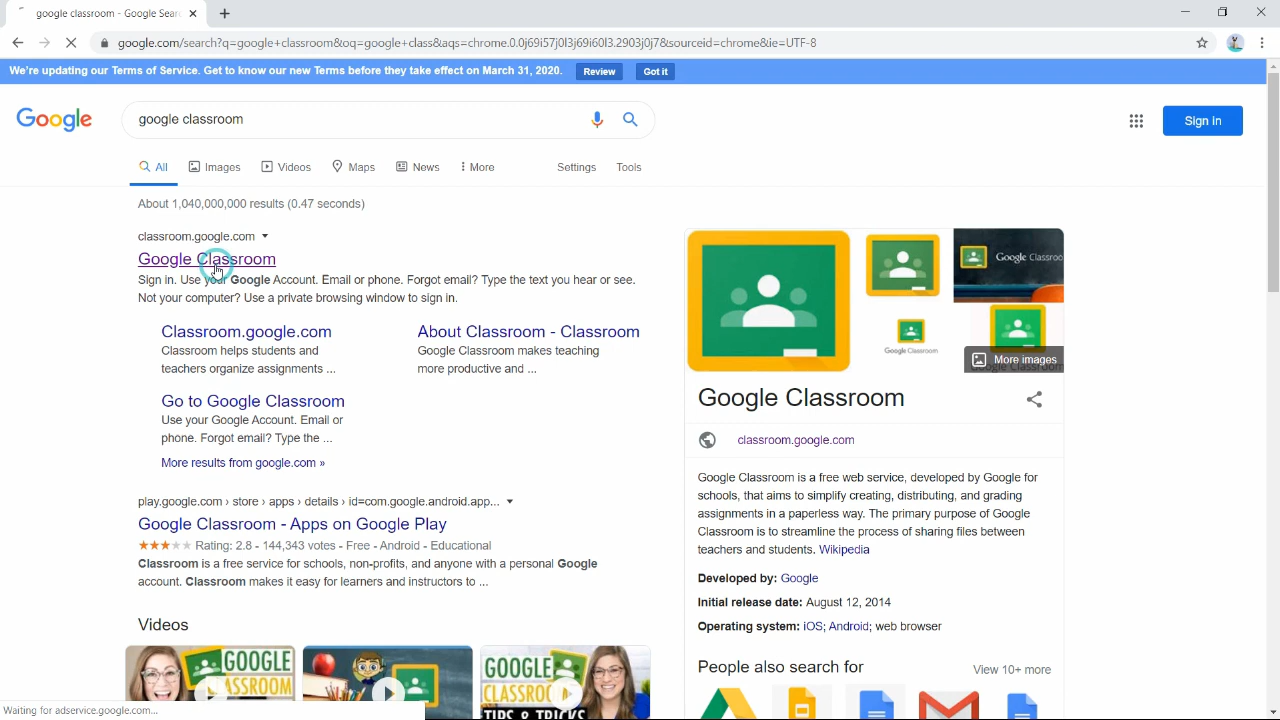 google classroom - Google Sear
google.com/search?q=google+classroom&oq=google+class&aqs=chrome.0.0j69i57j0l3j69i60l3.2903j0j7&sourceid=chrome&ie=UTF-8
We're updating our Terms of Service. Get to know our new Terms before they take effect on March 31, 2020. Review Got it
Google google classroom Sign in
All Images Videos Maps News More Settings Tools
About 1,040,000,000 results (0.47 seconds)
classroom.google.com
Google Classroom
Sign in. Use your Google Account. Email or phone. Forgot email? Type the text you hear or see.
Not your computer? Use a private browsing window to sign in.
Classroom.google.com
Classroom helps students and
teachers organize assignments ...
About Classroom - Classroom
Google Classroom makes teaching
more productive and ...
Go to Google Classroom
Use your Google Account. Email or
phone. Forgot email? Type the ...
More results from google.com »
play.google.com › store › apps › details › id=com.google.android.app...
Google Classroom - Apps on Google Play
Rating: 2.8 - 144,343 votes - Free - Android - Educational
Classroom is a free service for schools, non-profits, and anyone with a personal Google
account. Classroom makes it easy for learners and instructors to ...
Videos
GOOGLE
CLASSROOM
GOOGLE
CLASSROOM
TIPS & TRICKS
Waiting for adservice.google.com...
Google Classroom
Google Classroom
More images
Google Classroom
classroom.google.com
Google Classroom is a free web service, developed by Google for
schools, that aims to simplify creating, distributing, and grading
assignments in a paperless way. The primary purpose of Google
Classroom is to streamline the process of sharing files between
teachers and students. Wikipedia
Developed by: Google
Initial release date: August 12, 2014
Operating system: iOS; Android; web browser
People also search for View 10+ more